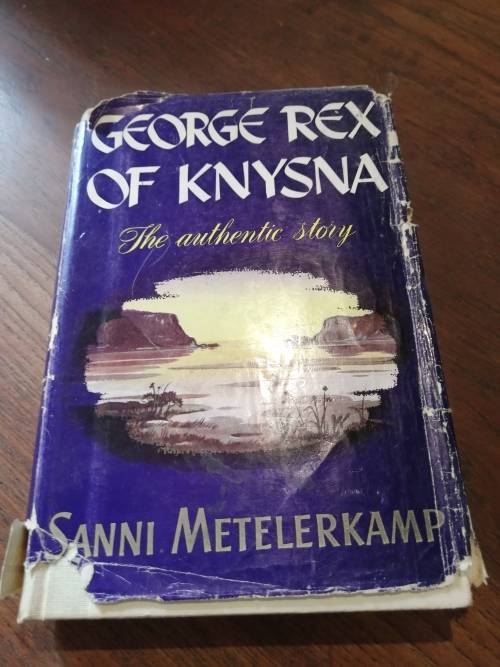 GEORGE REX
OF KNYSNA
The authentic story
SANNI METELERKAMP